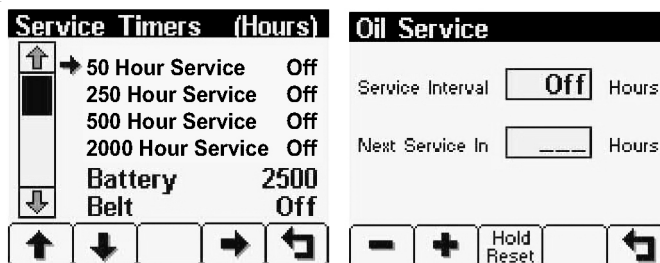 Service Timers (Hours)
50 Hour Service Off
250 Hour Service Off
500 Hour Service Off
2000 Hour Service Off
Battery 2500
Belt Off
Oil Service
Service Interval Off Hours
Next Service In ___ Hours
Hold
Reset